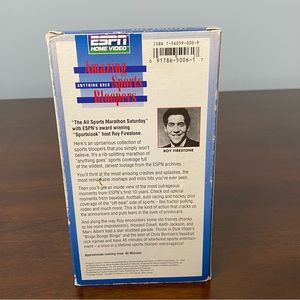 ESPN
HOME VIDEO
ISBN 1-56059-000-9
Amazing
ANYTHING GOES Sports
Bloopers
"The All Sports Marathon Saturday"
with ESPN's award winning
"Sportslook" host Roy Firestone.
ROY FIRESTONE
Here's an uproarious collection of
sports bloopers that you simply won't
believe. It's a rib-splitting marathon of
"anything goes" sports coverage full
of the wildest, zaniest footage from the ESPN archives.
You'll thrill at the most amazing crashes and splashes, the
most remarkable mishaps and miss hits you've ever seen.
Then you'll get an inside view of the most outrageous
moments from ESPN's first 10 years. Check out special
moments from baseball, football, auto racing and hockey plus
coverage of the "off-beat" side of sports – like tractor pulling,
rodeo and much more. This is the kind of action that cracks up
the announcers and puts tears in the eyes of producers.
And along the way Roy encounters some old friends (thanks
to his voice impressions), Howard Cosell, Keith Jackson, and
Marv Albert lead a star-studded parade. Throw in Dick Vitale's
"Bingo Bongo Bango" and the best of Chris Berman's baseball
nick names and have 45 minutes of windblund sports entertain-
ment – a once in a lifetime sports blooper extravaganza!
Approximate running time: 45 Minutes